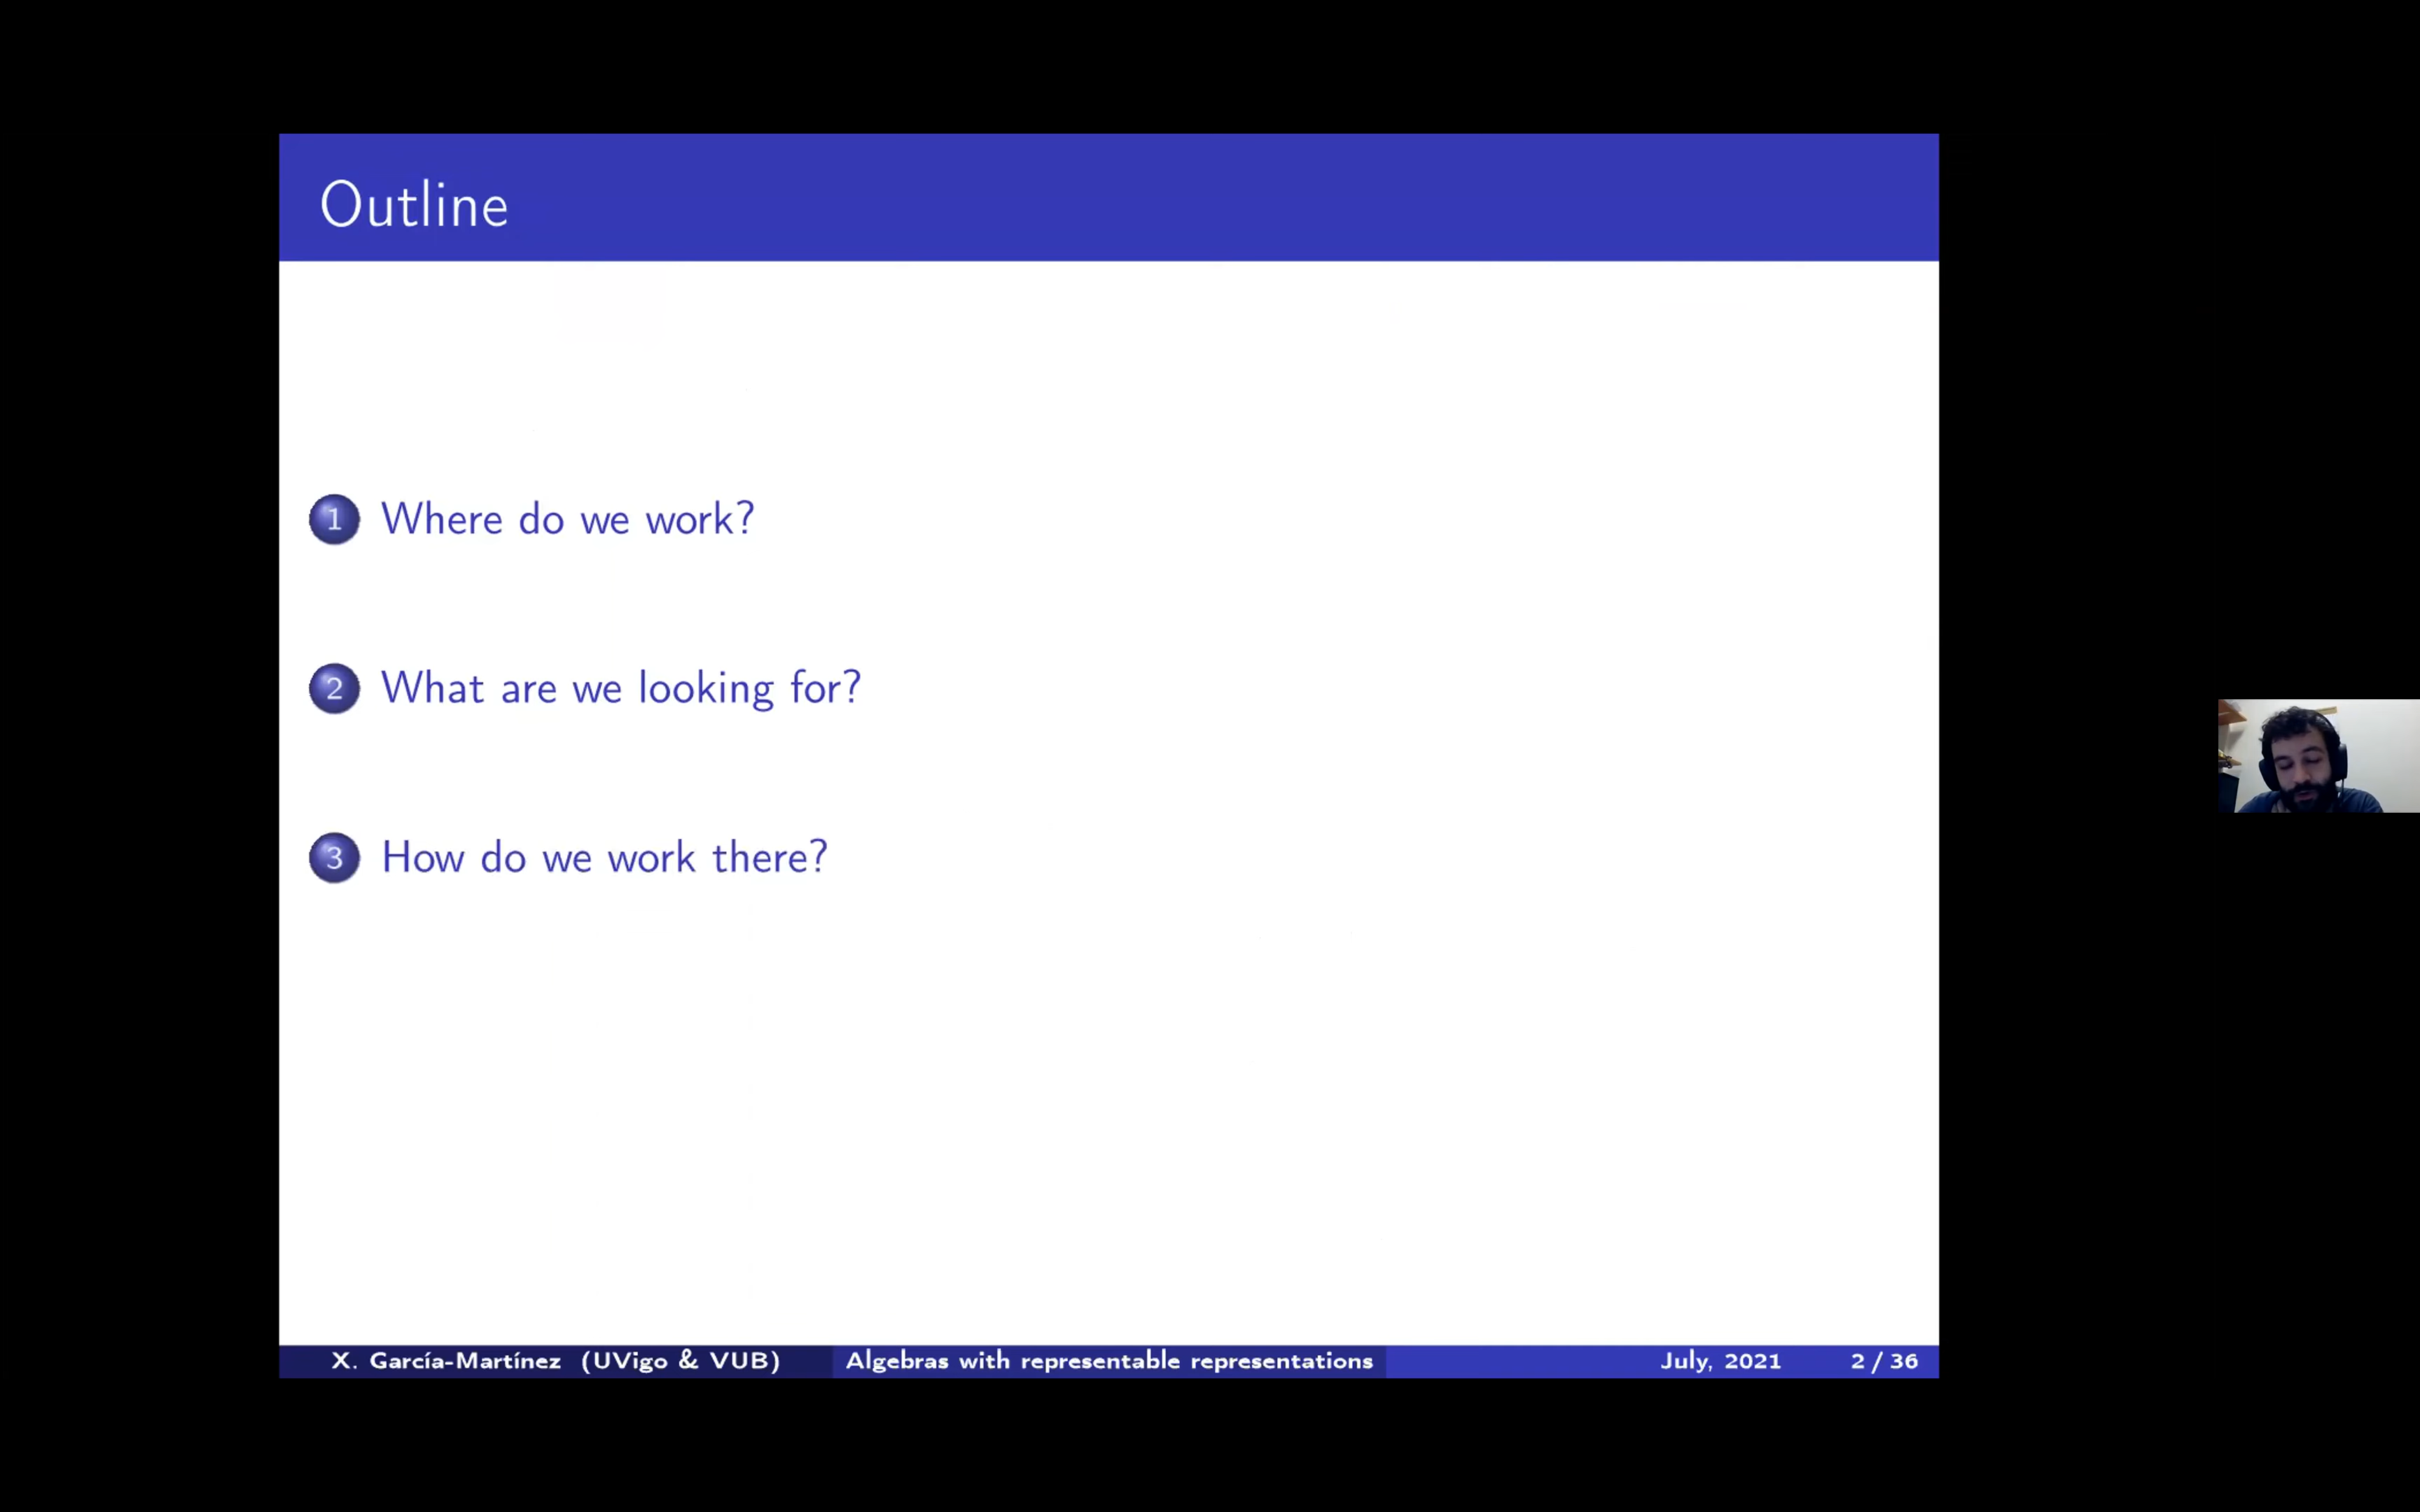 Outline
1 Where do we work?
2 What are we looking for?
3 How do we work there?
X. García-Martínez (UVigo & VUB) Algebras with representable representations July, 2021 2 / 36